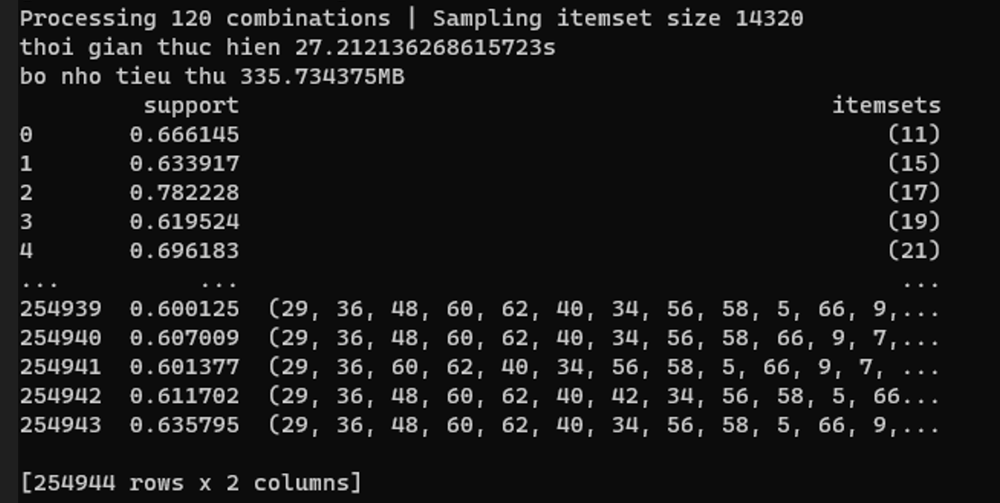 Processing 120 combinations | Sampling itemset size 14320
thoi gian thuc hien 27.212136268615723s
bo nho tieu thu 335.734375MB
support itemsets
0 0.666145 (11)
1 0.633917 (15)
2 0.782228 (17)
3 0.619524 (19)
4 0.696183 (21)
... ... ...
254939 0.600125 (29, 36, 48, 60, 62, 40, 34, 56, 58, 5, 66, 9,...
254940 0.607009 (29, 36, 48, 60, 62, 40, 34, 56, 58, 66, 9, 7,...
254941 0.601377 (29, 36, 60, 62, 40, 34, 56, 58, 5, 66, 9, 7, ...
254942 0.611702 (29, 36, 48, 60, 62, 40, 42, 34, 56, 58, 5, 66...
254943 0.635795 (29, 36, 48, 60, 62, 40, 34, 56, 58, 5, 66, 9,...
[254944 rows x 2 columns]